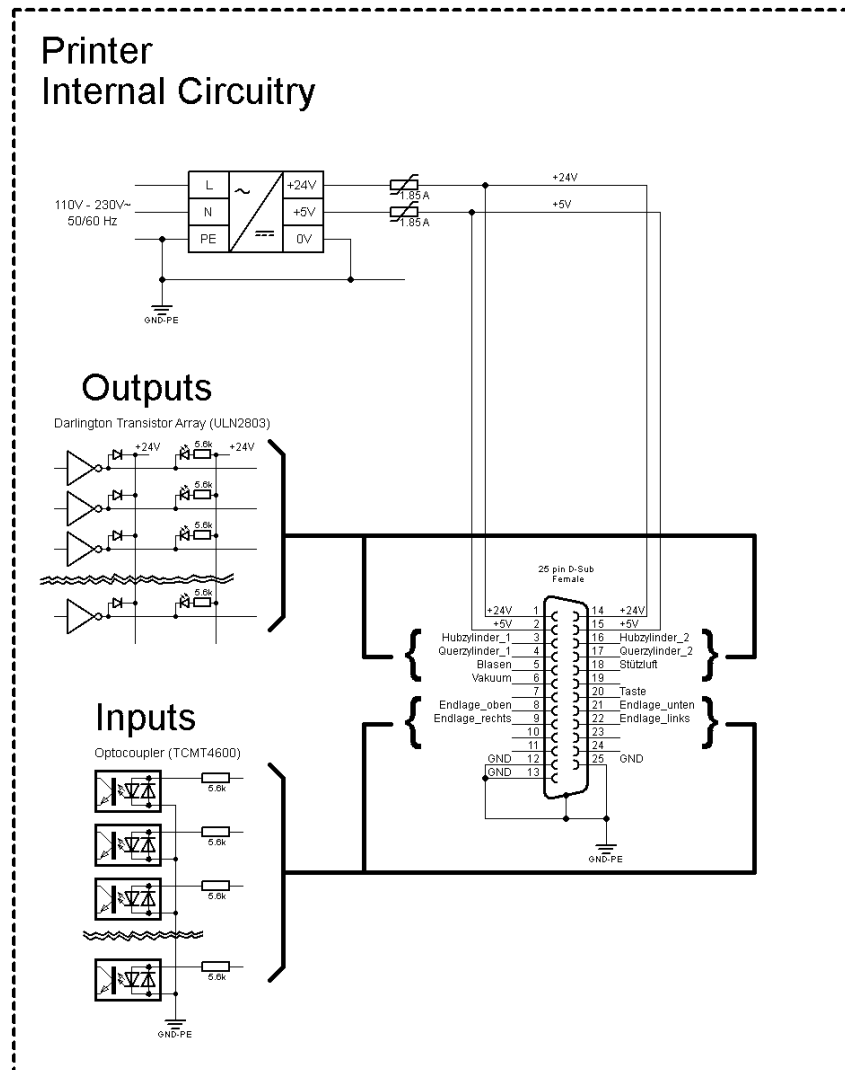 Printer
Internal Circuitry
110V - 230V~
50/60 Hz
L
N
PE
+24V
+5V
0V
1.85A
1.85A
+24V
+5V
GND-PE
Outputs
Darlington Transistor Array (ULN2803)
+24V
5.6k
+24V
5.6k
5.6k
5.6k
25 pin D-Sub
Female
+24V 1 14 +24V
+5V 2 15 +5V
Hubzylinder_1 3 16 Hubzylinder_2
Querzylinder_1 4 17 Querzylinder_2
Blasen 5 18 Stützluft
Vakuum 6 19
7 20 Taste
Endlage_oben 8 21 Endlage_unten
Endlage_rechts 9 22 Endlage_links
10 23
11 24
GND 12 25 GND
GND 13
GND-PE
Inputs
Optocoupler (TCMT4600)
5.6k
5.6k
5.6k
5.6k
GND-PE